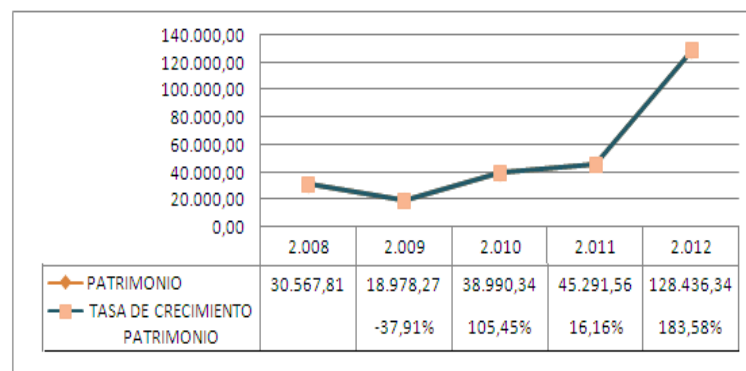 140.000,00
120.000,00
100.000,00
80.000,00
60.000,00
40.000,00
20.000,00
0,00
2.008 2.009 2.010 2.011 2.012
PATRIMONIO 30.567,81 18.978,27 38.990,34 45.291,56 128.436,34
TASA DE CRECIMIENTO
PATRIMONIO -37,91% 105,45% 16,16% 183,58%